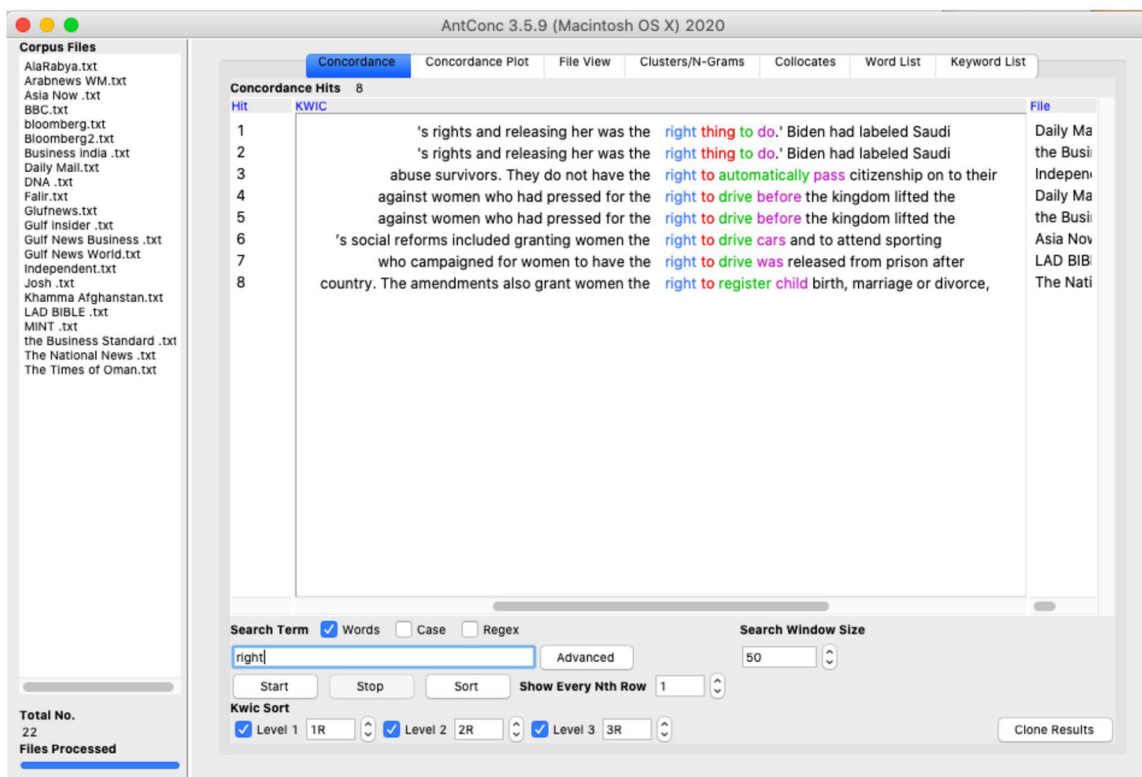 AntConc 3.5.9 (Macintosh OS X) 2020
Corpus Files
AlaRabya.txt
Arabnews WM.txt
Asia Now .txt
BBC.txt
bloomberg.txt
Bloomberg2.txt
Business india .txt
Daily Mail.txt
DNA .txt
Falir.txt
Glufnews.txt
Gulf insider .txt
Gulf News Business .txt
Gulf News World.txt
Independent.txt
Josh .txt
Khamma Afghanstan.txt
LAD BIBLE .txt
MINT .txt
the Business Standard .txt
The National News .txt
The Times of Oman.txt
Total No.
22
Files Processed
Concordance Concordance Plot File View Clusters/N-Grams Collocates Word List Keyword List
Concordance Hits 8
Hit KWIC File
1 's rights and releasing her was the right thing to do.' Biden had labeled Saudi Daily Ma
2 's rights and releasing her was the right thing to do.' Biden had labeled Saudi the Busi
3 abuse survivors. They do not have the right to automatically pass citizenship on to their Indepen
4 against women who had pressed for the right to drive before the kingdom lifted the Daily Ma
5 against women who had pressed for the right to drive before the kingdom lifted the the Busi
6 's social reforms included granting women the right to drive cars and to attend sporting Asia Nov
7 who campaigned for women to have the right to drive was released from prison after LAD BIB
8 country. The amendments also grant women the right to register child birth, marriage or divorce, The Nati
Search Term Words Case Regex Search Window Size
right Advanced 50
Start Stop Sort Show Every Nth Row 1
Kwic Sort
Level 1 1R Level 2 2R Level 3 3R Clone Results